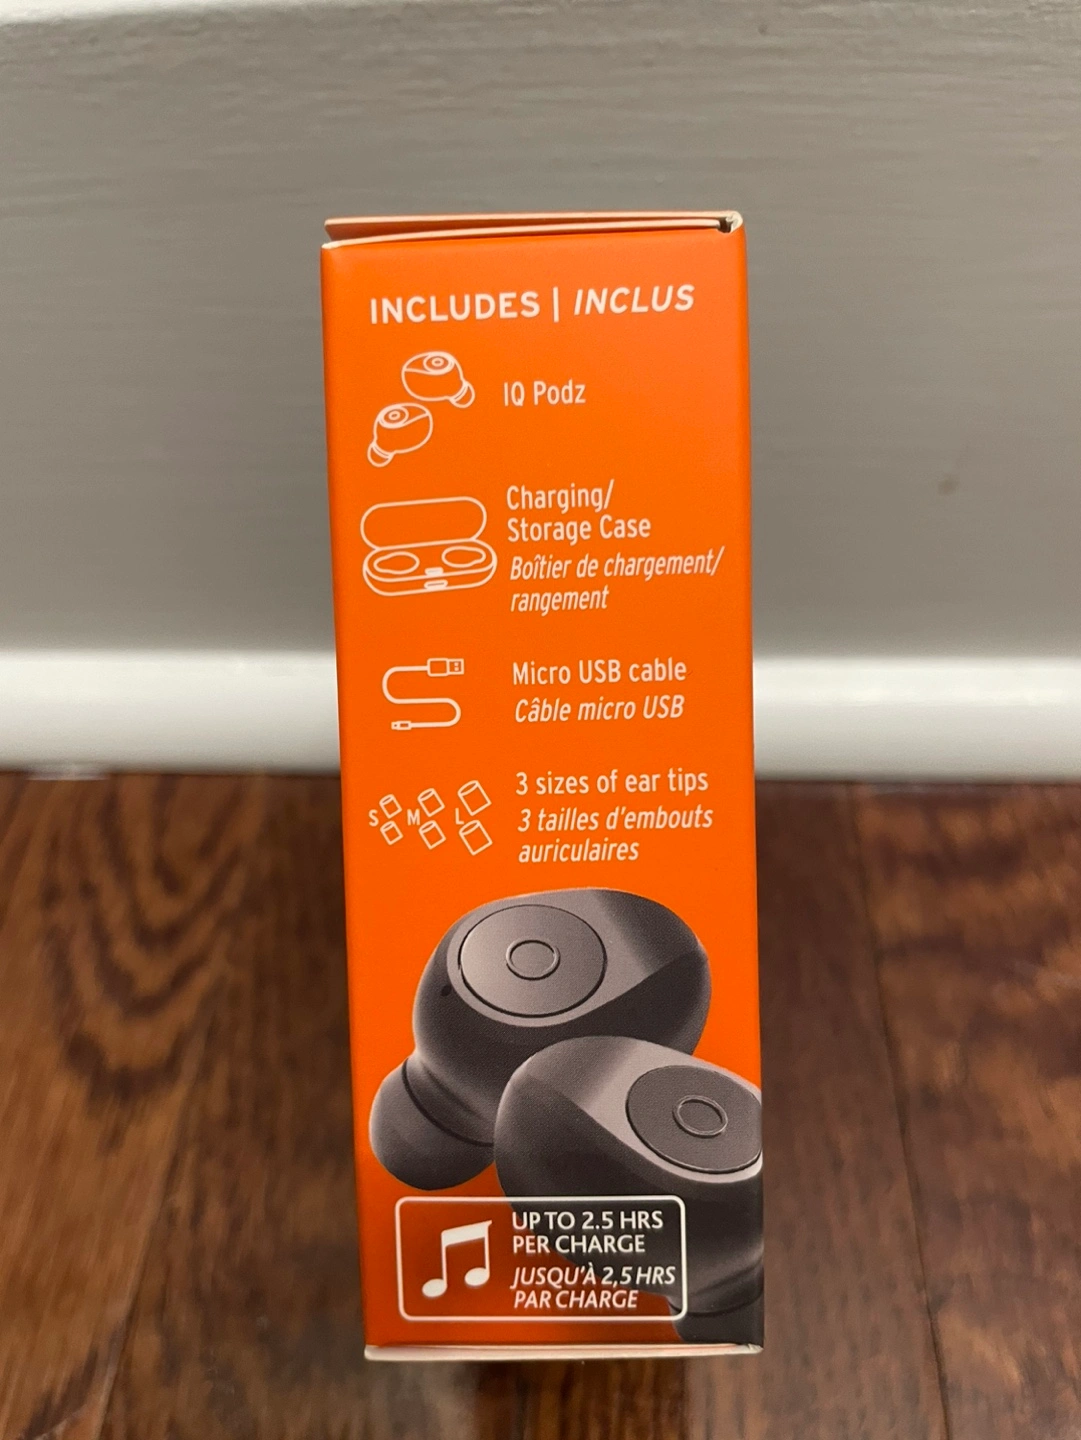 INCLUDES | INCLUS
IQ Podz
Charging/
Storage Case
Boîtier de chargement/
rangement
Micro USB cable
Câble micro USB
3 sizes of ear tips
3 tailles d'embouts
auriculaires
S M L
UP TO 2.5 HRS
PER CHARGE
JUSQU'À 2,5 HRS
PAR CHARGE